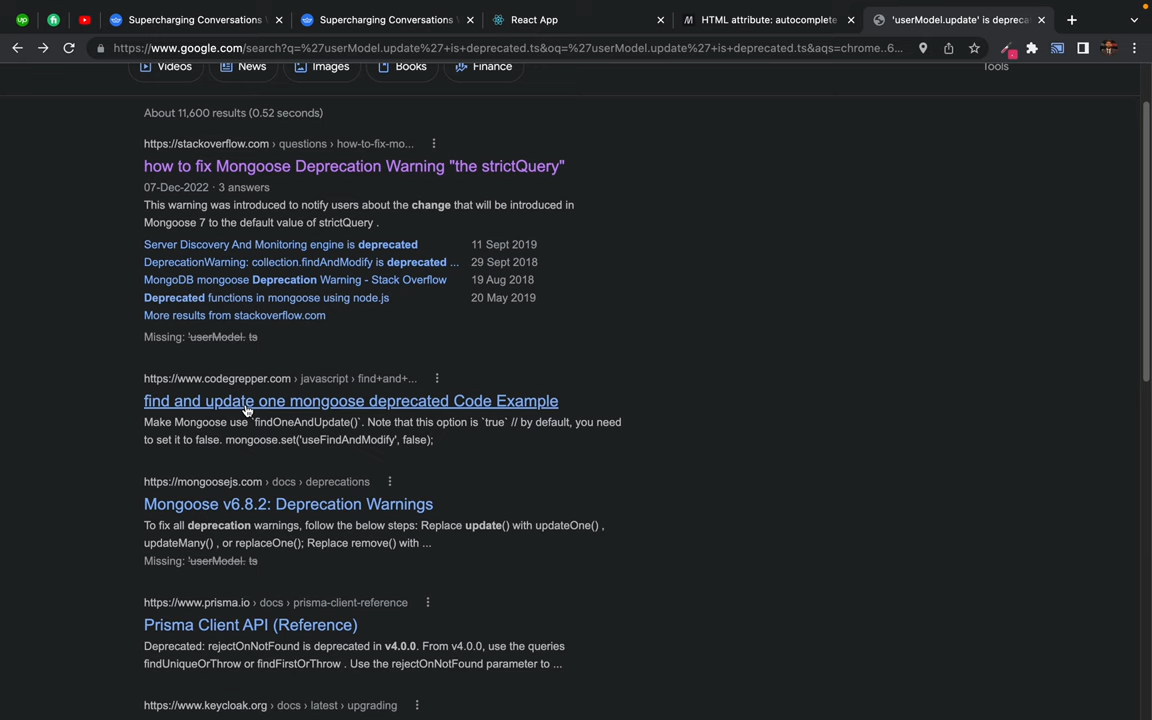 Supercharging Conversations
Supercharging Conversations
React App
HTML attribute: autocomplete
'userModel.update' is depreca
https://www.google.com/search?q=%27userModel.update%27+is+deprecated.ts&oq=%27userModel.update%27+is+deprecated.ts&aqs=chrome..6...
Videos
News
Images
Books
Finance
Tools
About 11,600 results (0.52 seconds)
https://stackoverflow.com › questions › how-to-fix-mo...
how to fix Mongoose Deprecation Warning "the strictQuery"
07-Dec-2022 · 3 answers
This warning was introduced to notify users about the change that will be introduced in
Mongoose 7 to the default value of strictQuery .
Server Discovery And Monitoring engine is deprecated 11 Sept 2019
DeprecationWarning: collection.findAndModify is deprecated ... 29 Sept 2018
MongoDB mongoose Deprecation Warning - Stack Overflow 19 Aug 2018
Deprecated functions in mongoose using node.js 20 May 2019
More results from stackoverflow.com
Missing: 'userModel. ts
https://www.codegrepper.com › javascript › find+and+...
find and update one mongoose deprecated Code Example
Make Mongoose use `findOneAndUpdate()`. Note that this option is `true` // by default, you need
to set it to false. mongoose.set('useFindAndModify', false);
https://mongoosejs.com › docs › deprecations
Mongoose v6.8.2: Deprecation Warnings
To fix all deprecation warnings, follow the below steps: Replace update() with updateOne() ,
updateMany() , or replaceOne(); Replace remove() with ...
Missing: 'userModel. ts
https://www.prisma.io › docs › prisma-client-reference
Prisma Client API (Reference)
Deprecated: rejectOnNotFound is deprecated in v4.0.0. From v4.0.0, use the queries
findUniqueOrThrow or findFirstOrThrow . Use the rejectOnNotFound parameter to ...
https://www.keycloak.org › docs › latest › upgrading